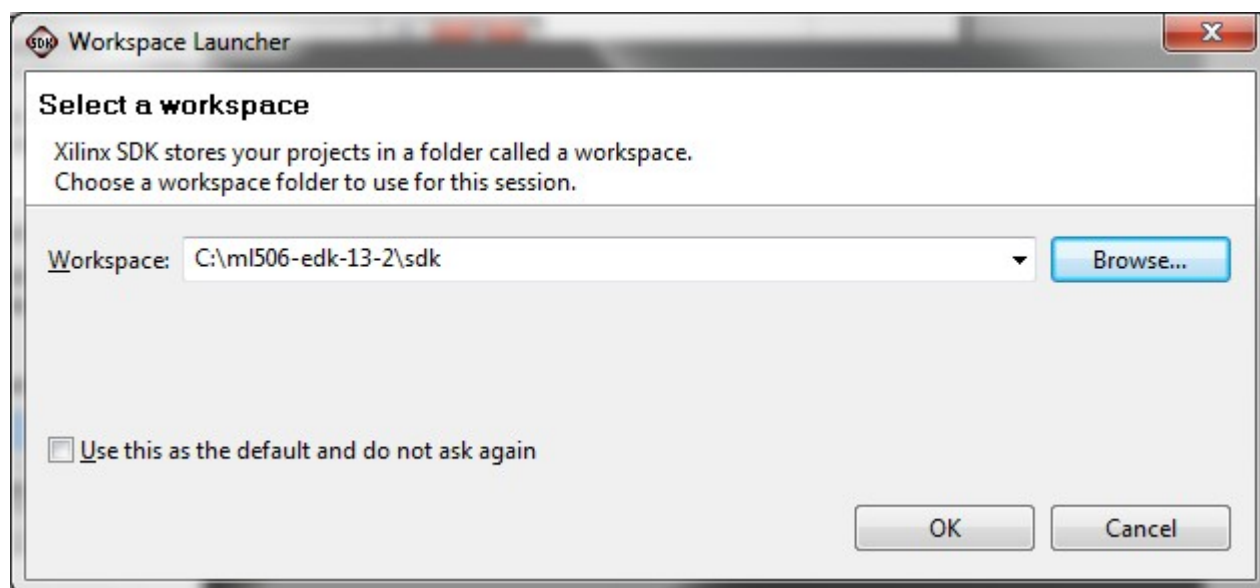 SDK Workspace Launcher
Select a workspace
Xilinx SDK stores your projects in a folder called a workspace.
Choose a workspace folder to use for this session.
Workspace: C:\ml506-edk-13-2\sdk Browse...
Use this as the default and do not ask again
OK Cancel